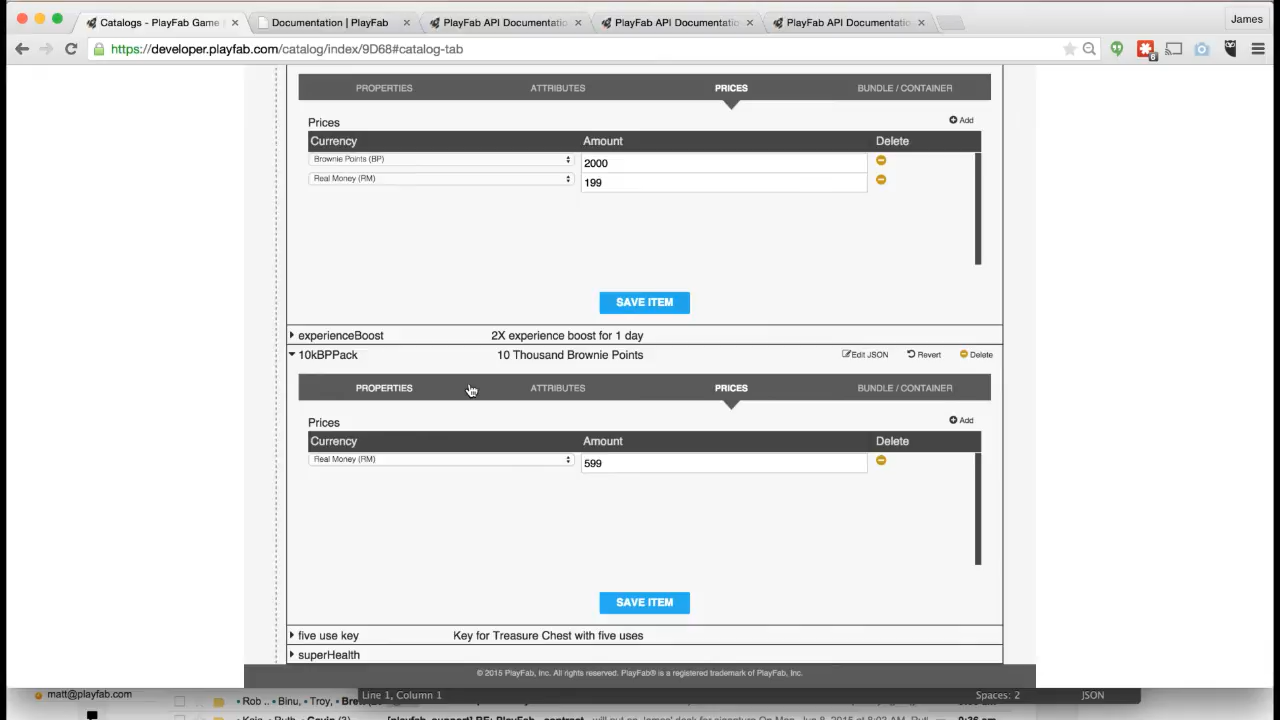 Catalogs - PlayFab Game
Documentation | PlayFab
PlayFab API Documentatio
PlayFab API Documentatio
PlayFab API Documentatio
James
https://developer.playfab.com/catalog/index/9D68#catalog-tab
6
PROPERTIES ATTRIBUTES PRICES BUNDLE / CONTAINER
Prices Add
Currency Amount Delete
Brownie Points (BP) 2000
Real Money (RM) 199
SAVE ITEM
experienceBoost 2X experience boost for 1 day
10kBPPack 10 Thousand Brownie Points Edit JSON Revert Delete
PROPERTIES ATTRIBUTES PRICES BUNDLE / CONTAINER
Prices Add
Currency Amount Delete
Real Money (RM) 599
SAVE ITEM
five use key Key for Treasure Chest with five uses
superHealth
© 2015 PlayFab, Inc. All rights reserved. PlayFab® is a registered trademark of PlayFab, Inc.
matt@playfab.com Rob .. Binu, Troy, Line 1, Column 1 Spaces: 2 JSON